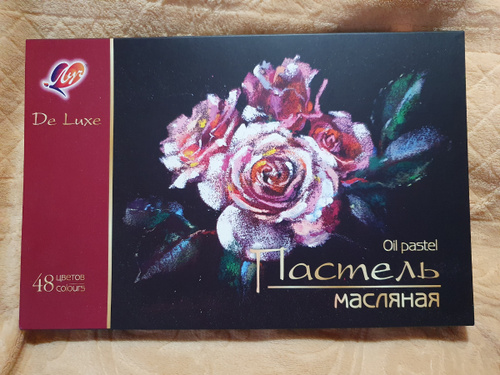 Луч
De Luxe
48 цветов
colours
Oil pastel
Пастель
масляная